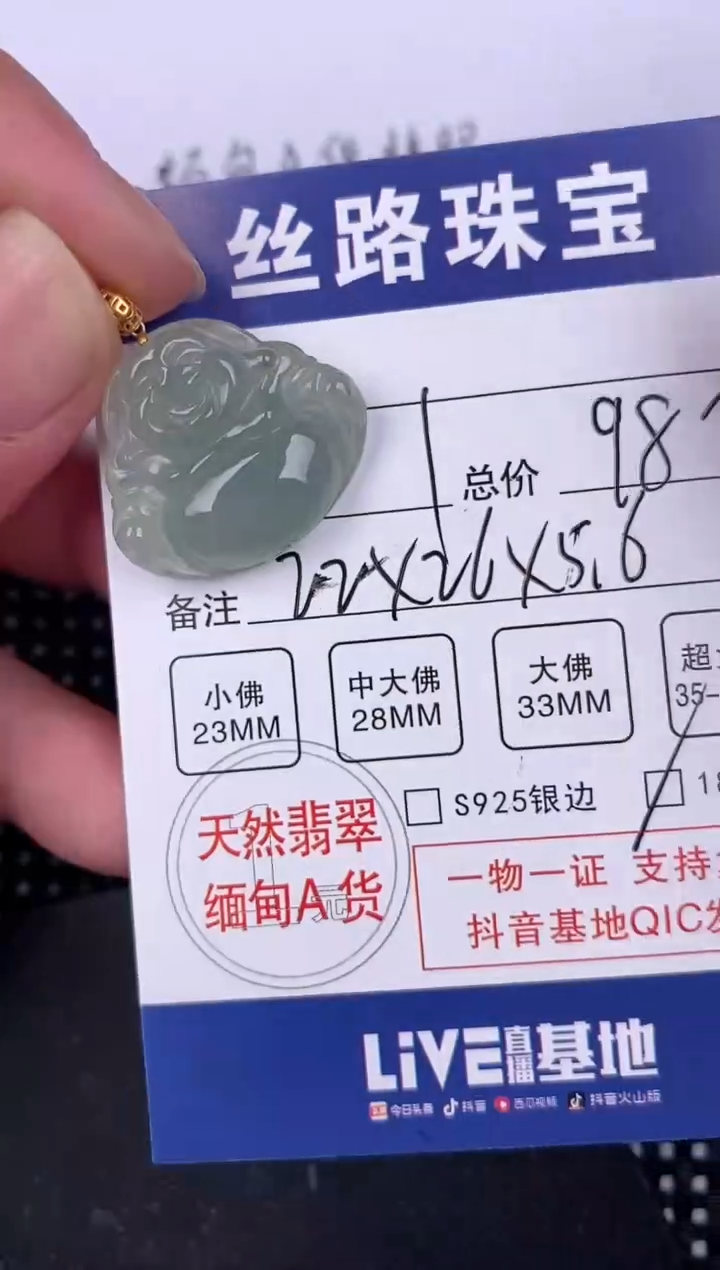 丝路珠宝
总价 98
备注 22X26X5.6
小佛 中大佛 大佛
23MM 28MM 33MM 35-
S925银边
天然翡翠
缅甸A货
一物一证 支持
抖音基地QIC
LiVE直播基地
今日头条 抖音 西瓜视频 抖音火山版